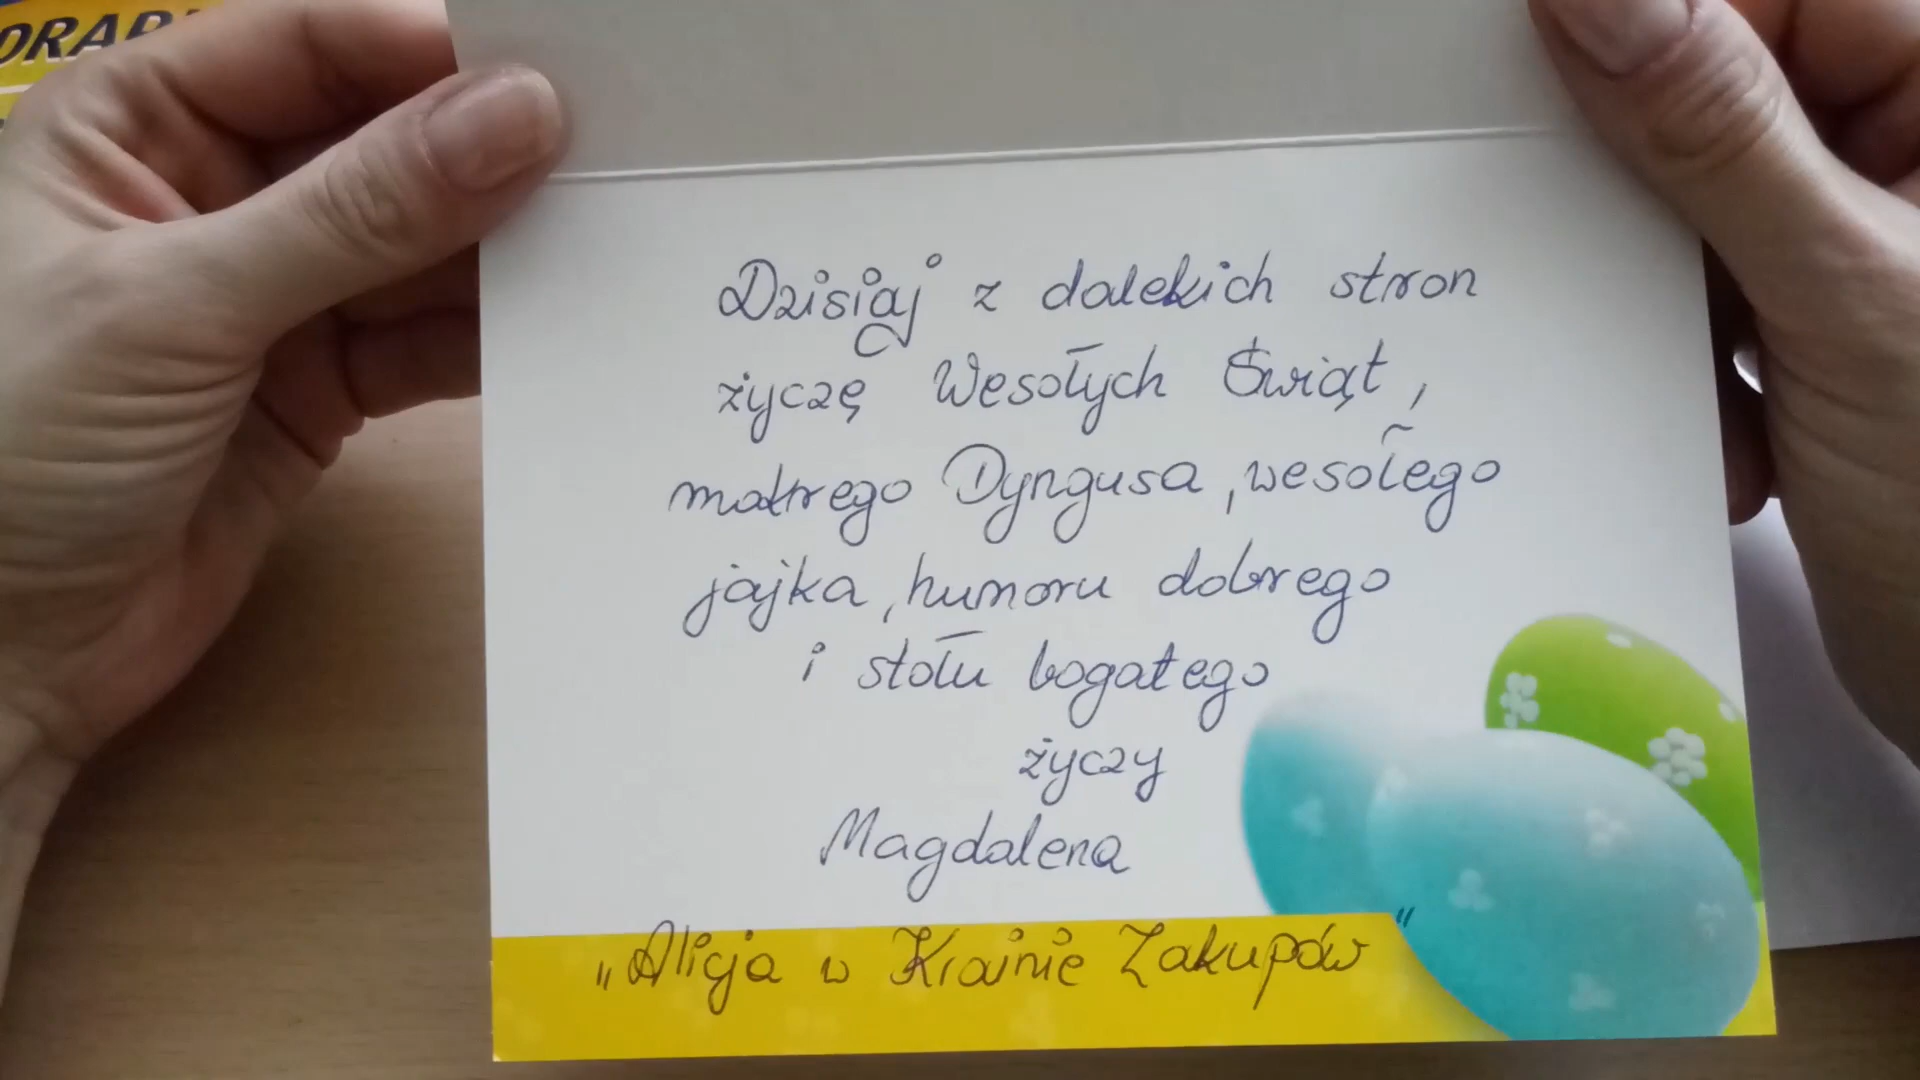 ORAD
Dzisiaj z dalekich stron
życzę Wesołych Świąt,
mokrego Dyngusa, wesołego
jajka, humoru dobrego
i stołu bogatego
życzy
Magdalena
„Alicja w Krainie Zakupów"